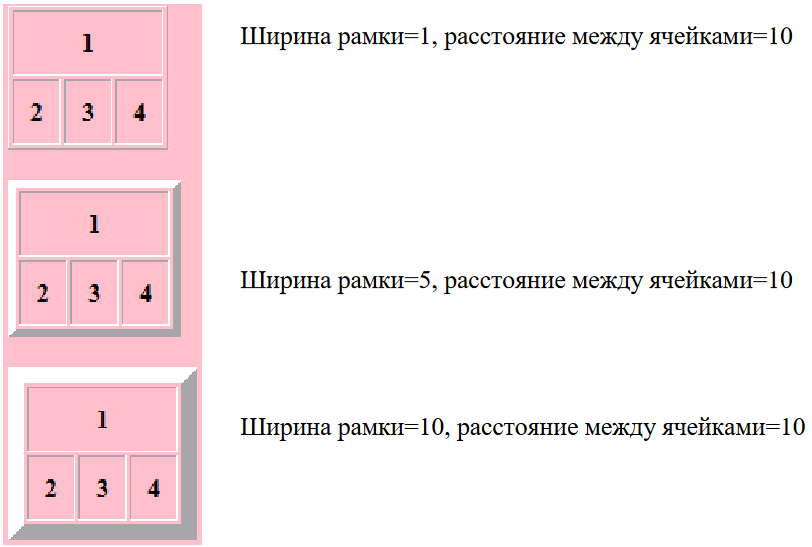 1
Ширина рамки=1, расстояние между ячейками=10
2 3 4
1
Ширина рамки=5, расстояние между ячейками=10
2 3 4
1
Ширина рамки=10, расстояние между ячейками=10
2 3 4